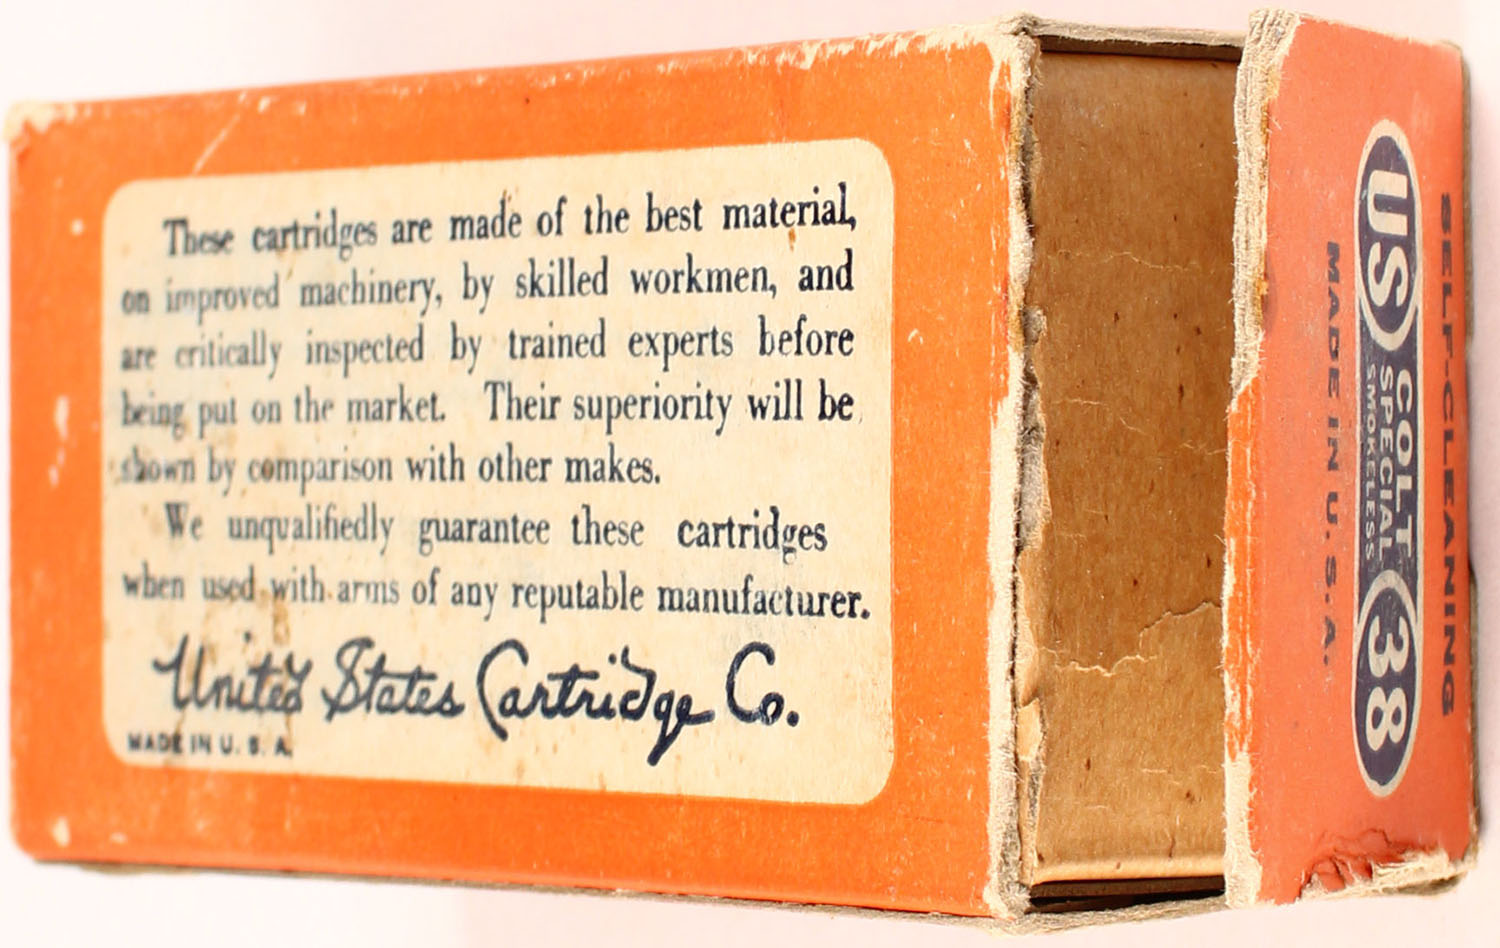 These cartridges are made of the best material,
on improved machinery, by skilled workmen, and
are critically inspected by trained experts before
being put on the market. Their superiority will be
shown by comparison with other makes.
We unqualifiedly guarantee these cartridges
when used with arms of any reputable manufacturer.
United States Cartridge Co.
MADE IN U. S. A.
SELF-CLEANING
US COLT SPECIAL SMOKELESS 38
MADE IN U.S.A.